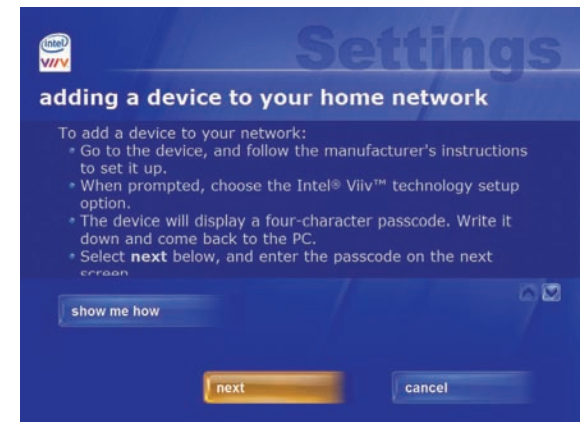 intel
VIIV
Settings
adding a device to your home network
To add a device to your network:
• Go to the device, and follow the manufacturer's instructions
to set it up.
• When prompted, choose the Intel® Viiv™ technology setup
option.
• The device will display a four-character passcode. Write it
down and come back to the PC.
• Select next below, and enter the passcode on the next
screen
show me how
next
cancel